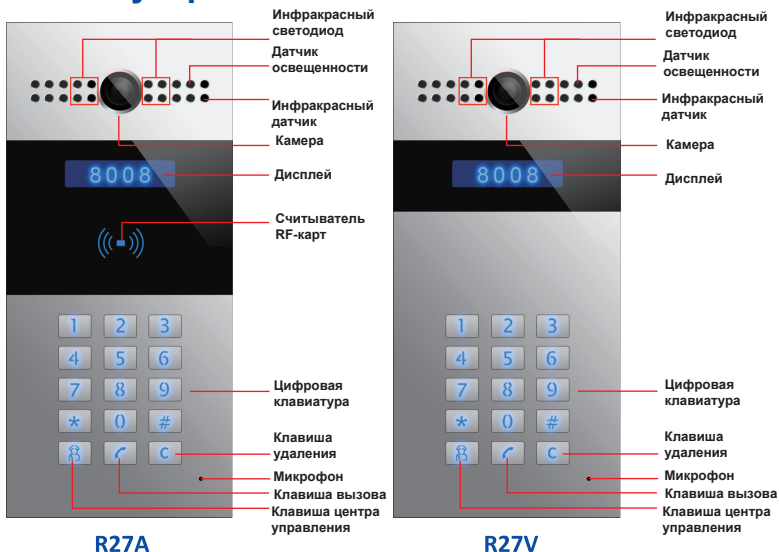 Инфракрасный
светодиод
Датчик
освещенности
Инфракрасный
датчик
Камера
8008
Дисплей
Считыватель
RF-карт
1 2 3
4 5 6
7 8 9
Цифровая
клавиатура
* 0 #
Клавиша
удаления
C
Микрофон
Клавиша вызова
Клавиша центра
управления
R27A
Инфракрасный
светодиод
Датчик
освещенности
Инфракрасный
датчик
Камера
8008
Дисплей
1 2 3
4 5 6
7 8 9
Цифровая
клавиатура
* 0 #
Клавиша
удаления
C
Микрофон
Клавиша вызова
Клавиша центра
управления
R27V